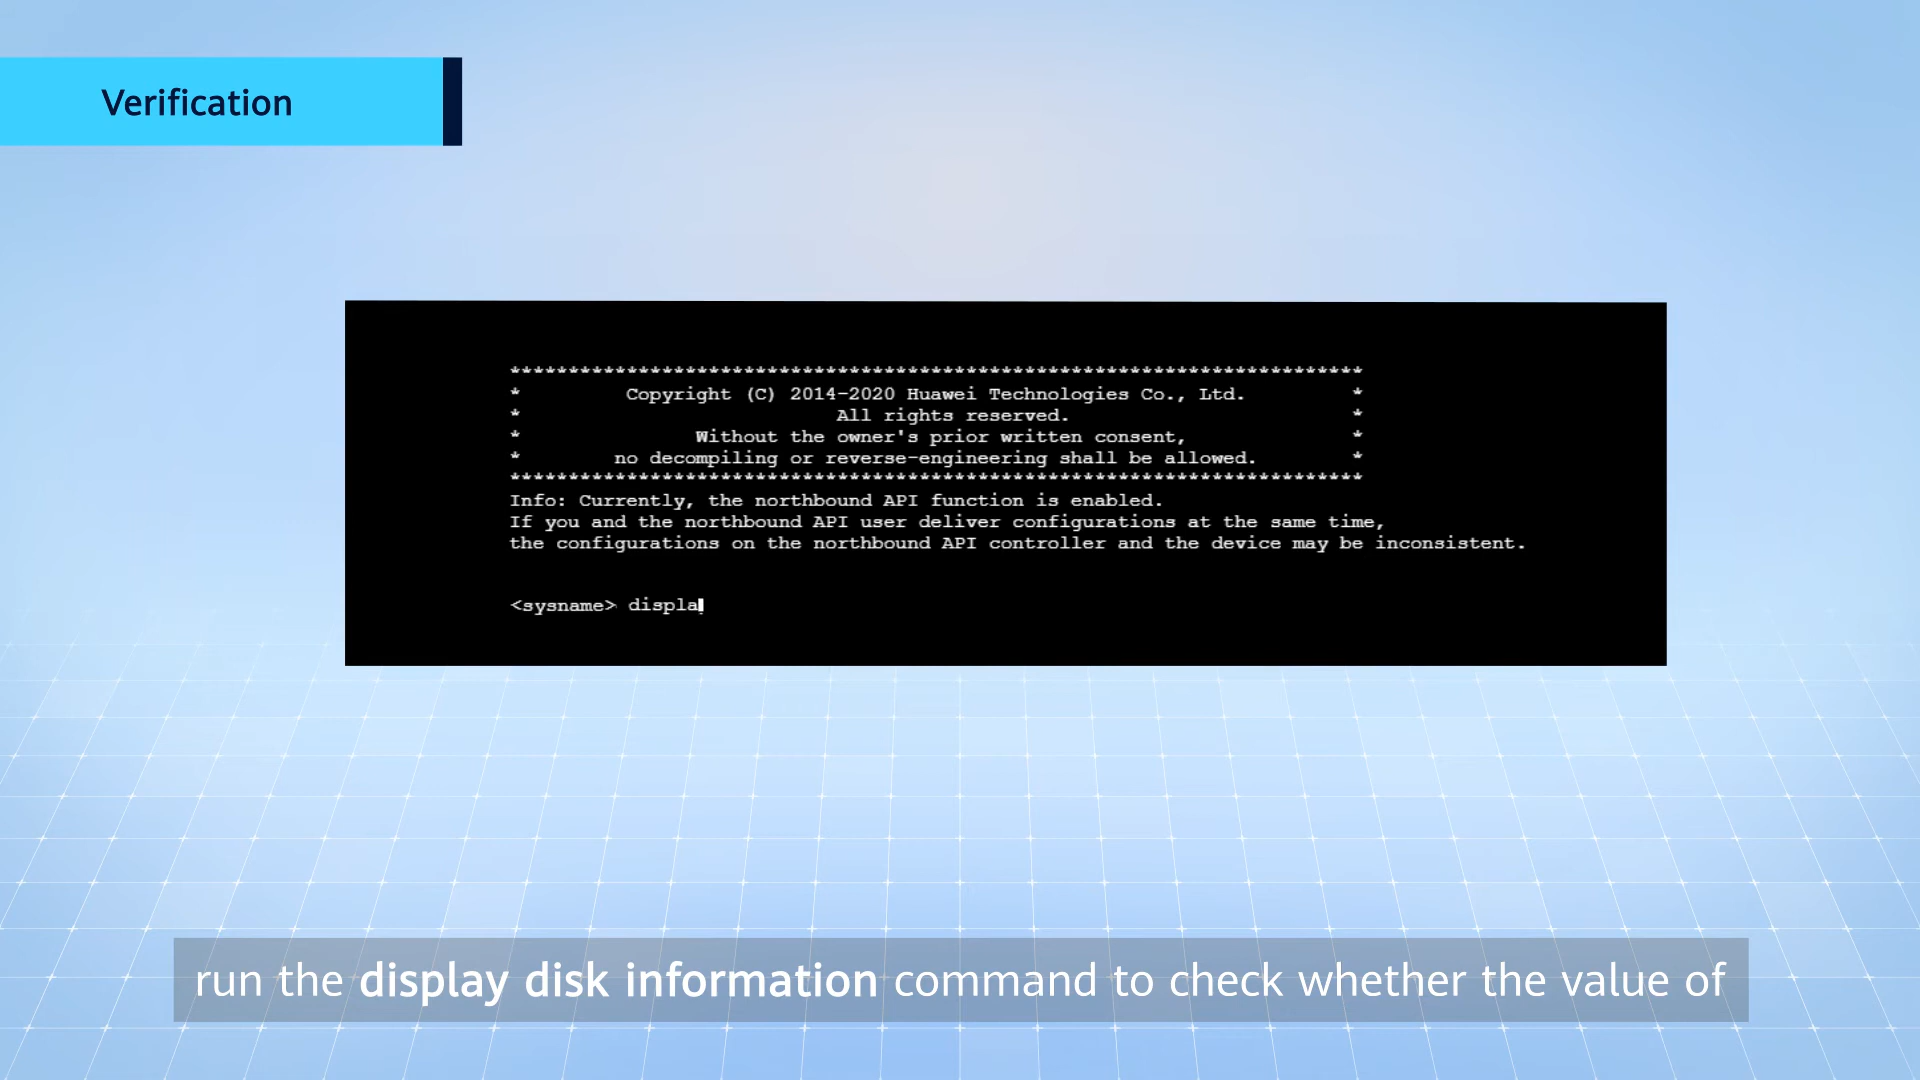 Verification
*************************************************************************
* Copyright (C) 2014-2020 Huawei Technologies Co., Ltd. *
* All rights reserved. *
* Without the owner's prior written consent, *
* no decompiling or reverse-engineering shall be allowed. *
*************************************************************************
Info: Currently, the northbound API function is enabled.
If you and the northbound API user deliver configurations at the same time,
the configurations on the northbound API controller and the device may be inconsistent.
<sysname> displa
run the display disk information command to check whether the value of